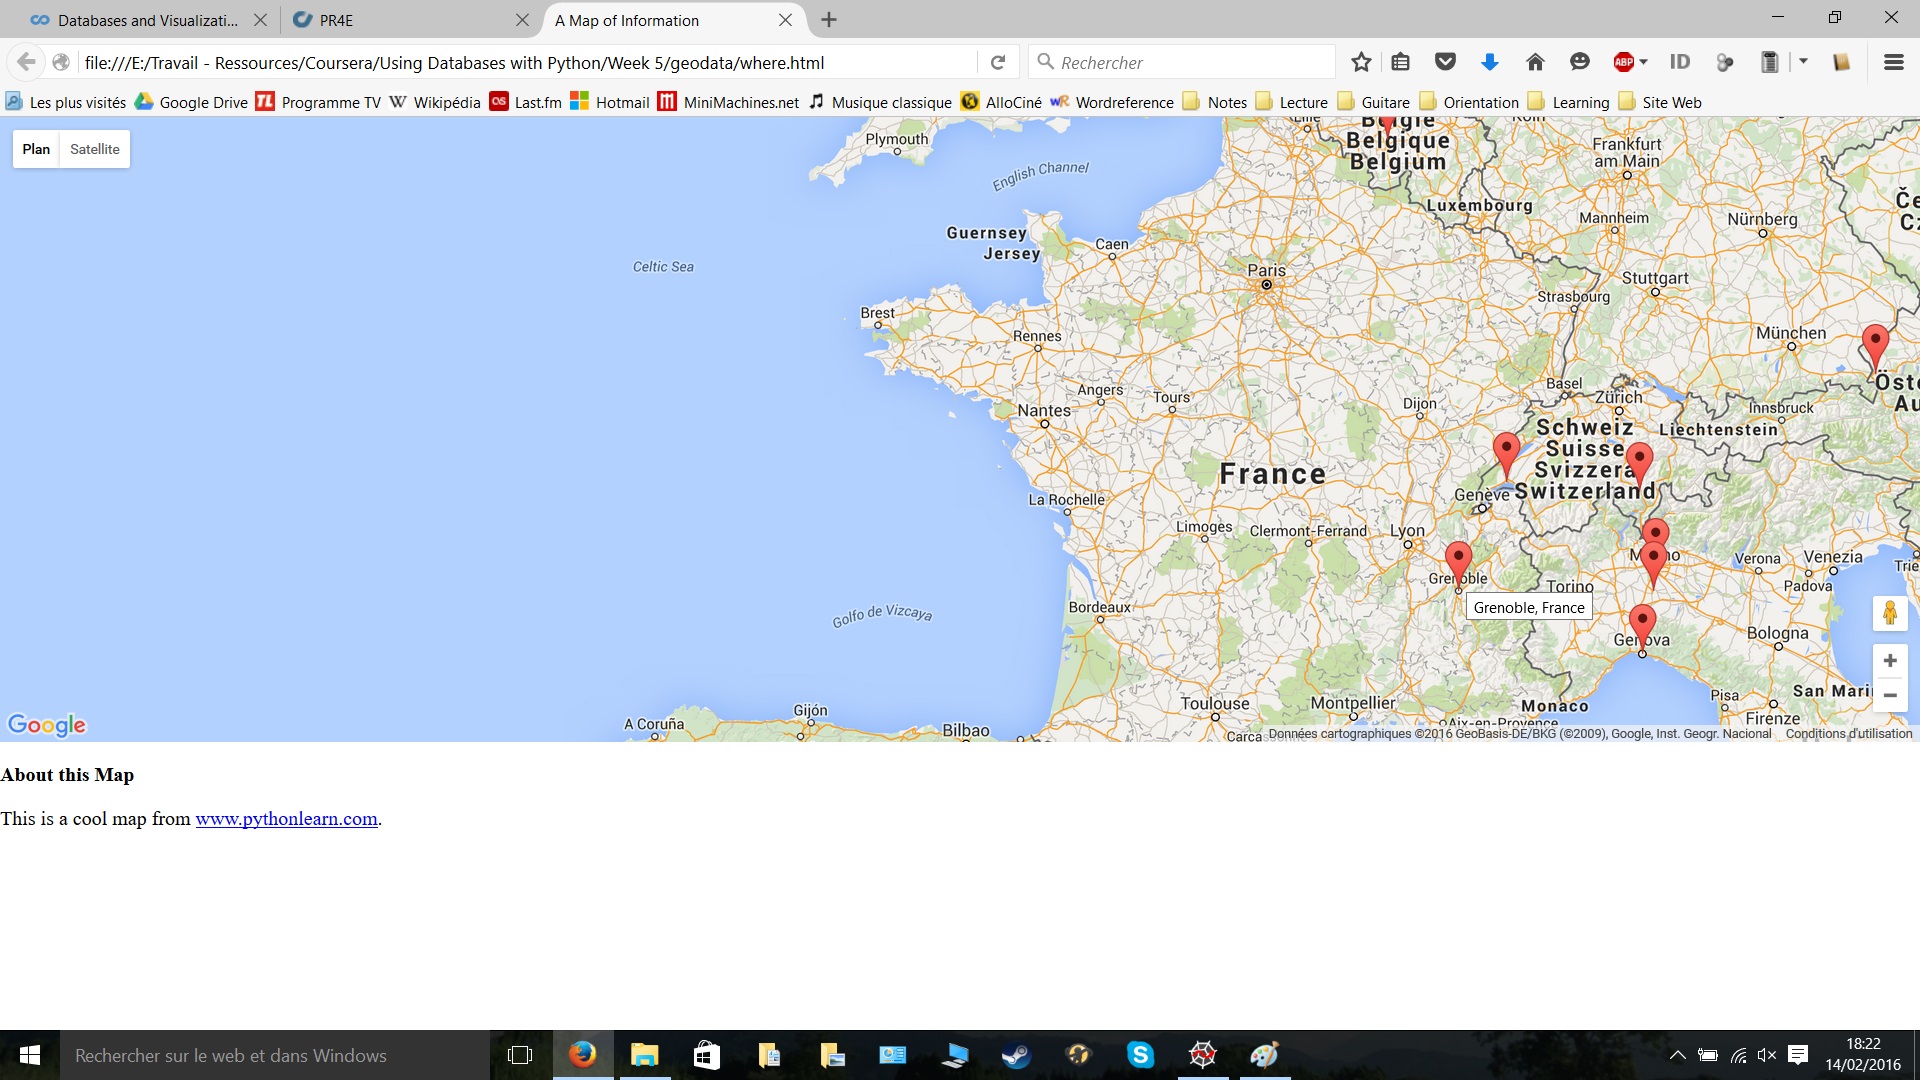 Databases and Visualizati...
PR4E
A Map of Information
file:///E:/Travail - Ressources/Coursera/Using Databases with Python/Week 5/geodata/where.html
Rechercher
ABP
ID
Les plus visités
Google Drive
Programme TV
Wikipédia
Last.fm
Hotmail
MiniMachines.net
Musique classique
AlloCiné
Wordreference
Notes
Lecture
Guitare
Orientation
Learning
Site Web
Plan
Satellite
Plymouth
English Channel
Lille
België
Belgique
Belgium
Köln
Frankfurt
am Main
Luxembourg
Mannheim
Nürnberg
Guernsey
Jersey
Caen
Celtic Sea
Paris
Stuttgart
Strasbourg
Brest
Rennes
München
Angers
Tours
Basel
Zürich
Dijon
Nantes
Innsbruck
Liechtenstein
Schweiz
Suisse
Svizzera
Switzerland
France
Genève
La Rochelle
Limoges
Clermont-Ferrand
Lyon
Verona
Venezia
Grenoble
Torino
Padova
Grenoble, France
Bordeaux
Golfo de Vizcaya
Genova
Bologna
Toulouse
Montpellier
Monaco
Pisa
San Mari
Firenze
A Coruña
Gijón
Bilbao
Aix-en-Provence
Google
Données cartographiques ©2016 GeoBasis-DE/BKG (©2009), Google, Inst. Geogr. Nacional
Conditions d'utilisation
About this Map
This is a cool map from www.pythonlearn.com.
Rechercher sur le web et dans Windows
18:22
14/02/2016